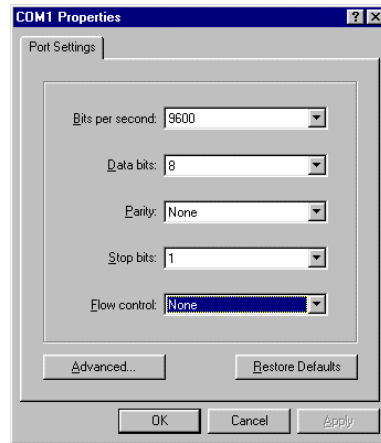 COM1 Properties
Port Settings
Bits per second: 9600
Data bits: 8
Parity: None
Stop bits: 1
Flow control: None
Advanced... Restore Defaults
OK Cancel Apply